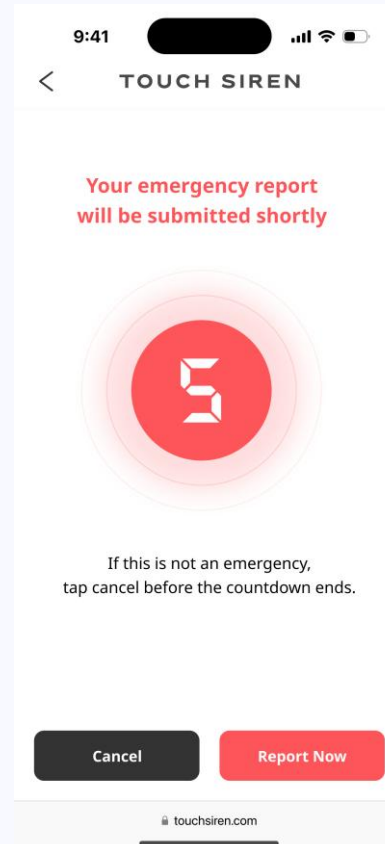 9:41
TOUCH SIREN
Your emergency report
will be submitted shortly
5
If this is not an emergency,
tap cancel before the countdown ends.
Cancel
Report Now
touchsiren.com